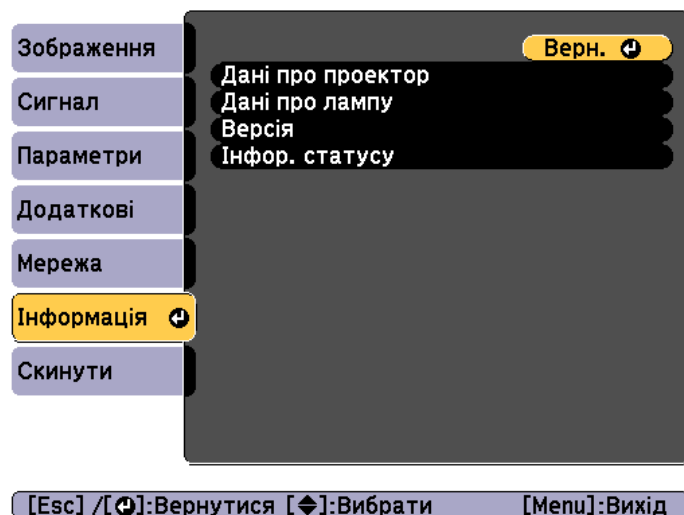 Зображення
Сигнал
Параметри
Додаткові
Мережа
Інформація
Скинути
Верн.
Дані про проектор
Дані про лампу
Версія
Інфор. статусу
[Esc] /[]:Вернутися []:Вибрати [Menu]:Вихід